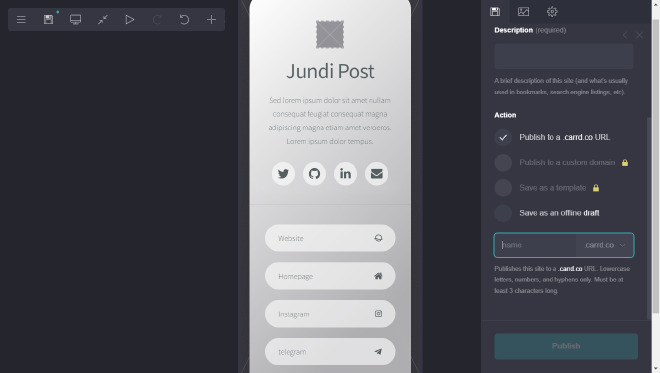 Jundi Post
Sed lorem ipsum dolor sit amet nullam
consequat feugiat consequat magna
adipiscing magna etiam amet veroeros.
Lorem ipsum dolor tempus.
Website
Homepage
Instagram
telegram
Description (required)
A brief description of this site (and what's usually
used in bookmarks, search engine listings, etc).
Action
Publish to a .carrd.co URL
Publish to a custom domain
Save as a template
Save as an offline draft
name
.carrd.co
Publishes this site to a .carrd.co URL. Lowercase
letters, numbers, and hyphens only. Must be at
least 3 characters long.
Publish